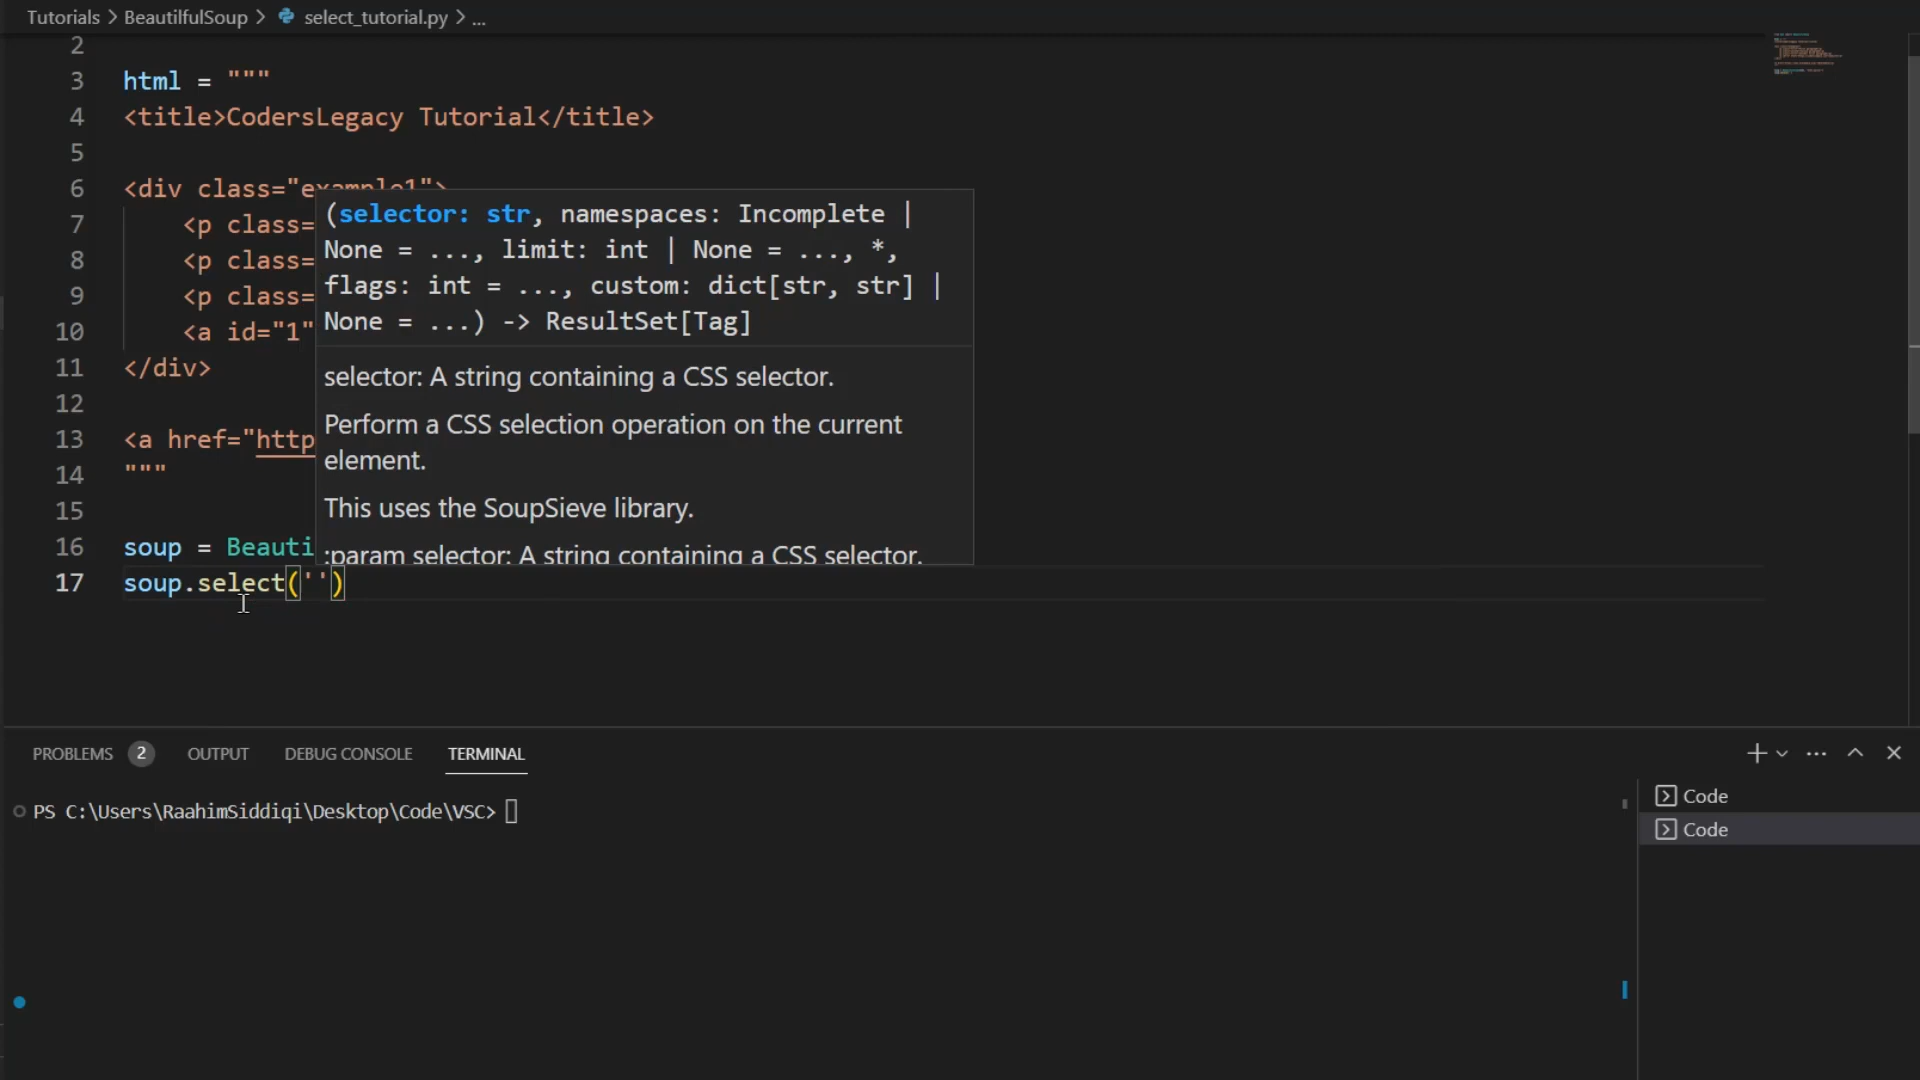 Tutorials > BeautilfulSoup > select_tutorial.py > ...
2
3 html = """
4 <title>CodersLegacy Tutorial</title>
5
6 <div class="example1">
7 <p class=
8 <p class=
9 <p class=
10 <a id="1"
11 </div>
12
13 <a href="http
14 """
15
16 soup = Beauti
17 soup.select('')
(selector: str, namespaces: Incomplete |
None = ..., limit: int | None = ..., *,
flags: int = ..., custom: dict[str, str] |
None = ...) -> ResultSet[Tag]
selector: A string containing a CSS selector.
Perform a CSS selection operation on the current
element.
This uses the SoupSieve library.
:param selector: A string containing a CSS selector.
PROBLEMS 2 OUTPUT DEBUG CONSOLE TERMINAL
PS C:\Users\RaahimSiddiqi\Desktop\Code\VSC>
Code
Code